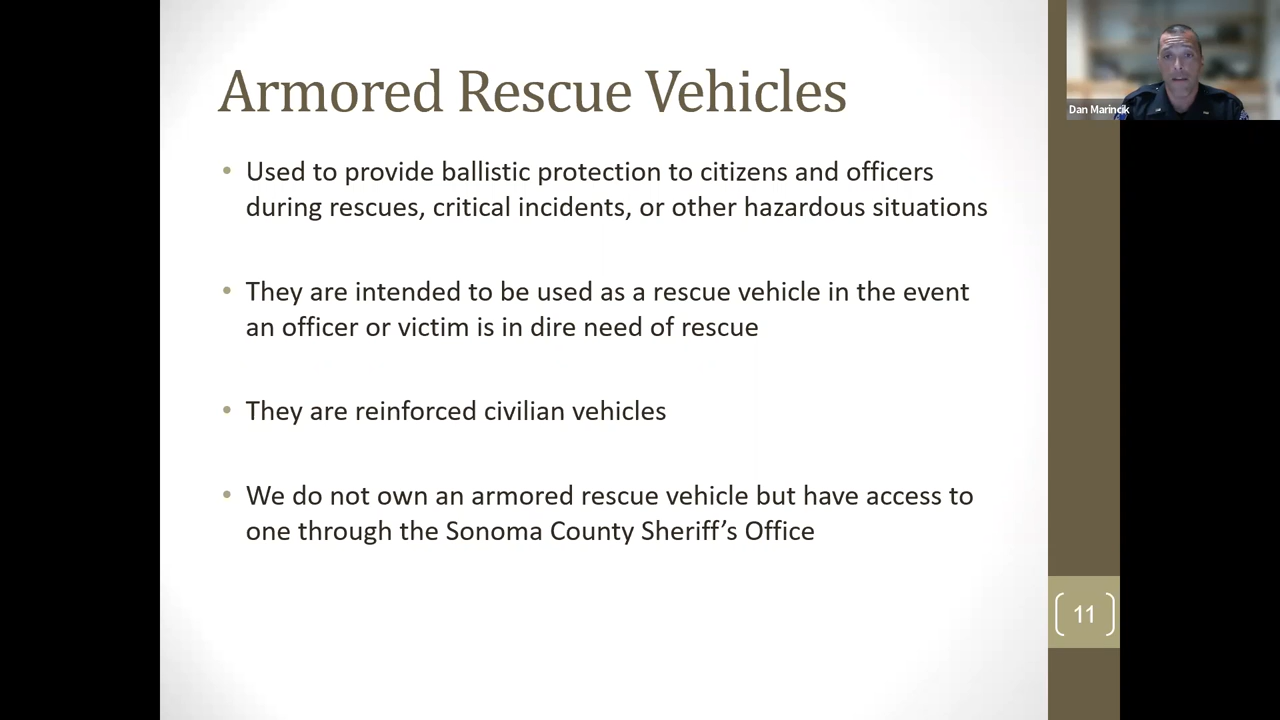 Armored Rescue Vehicles
• Used to provide ballistic protection to citizens and officers
during rescues, critical incidents, or other hazardous situations
• They are intended to be used as a rescue vehicle in the event
an officer or victim is in dire need of rescue
• They are reinforced civilian vehicles
• We do not own an armored rescue vehicle but have access to
one through the Sonoma County Sheriff’s Office
11
Dan Marincik